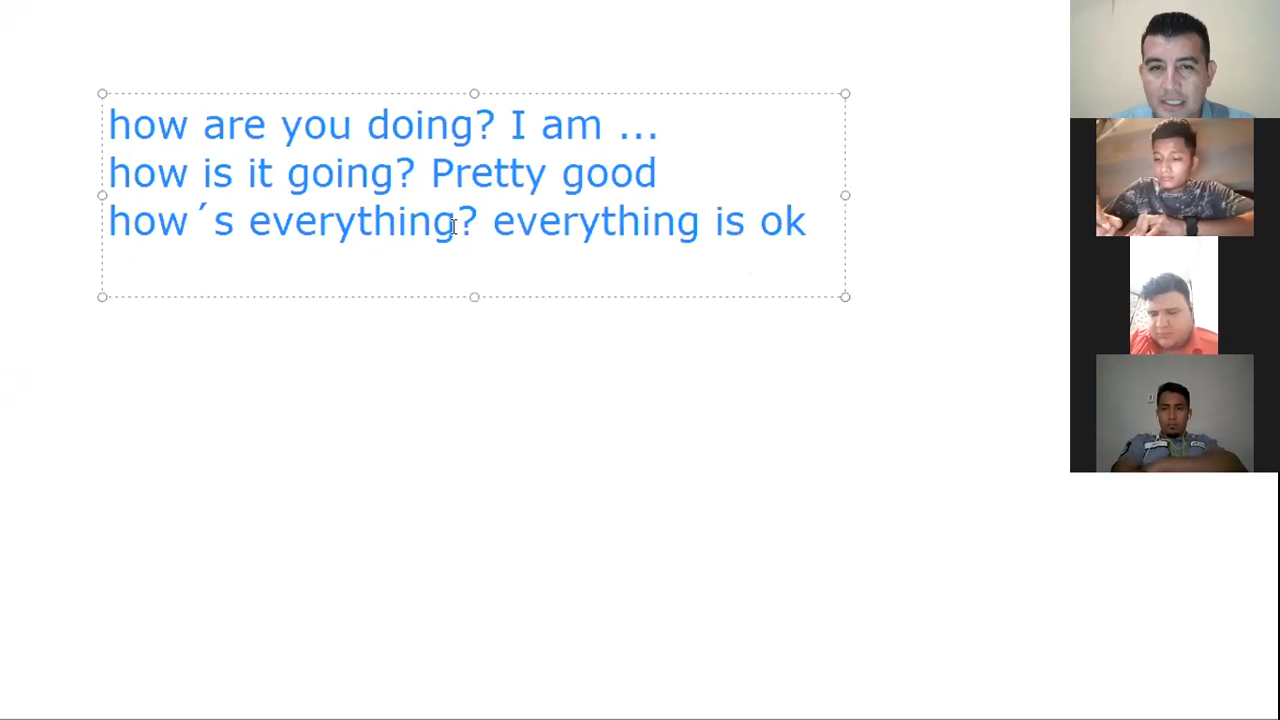 how are you doing? I am ...
how is it going? Pretty good
how´s everything? everything is ok